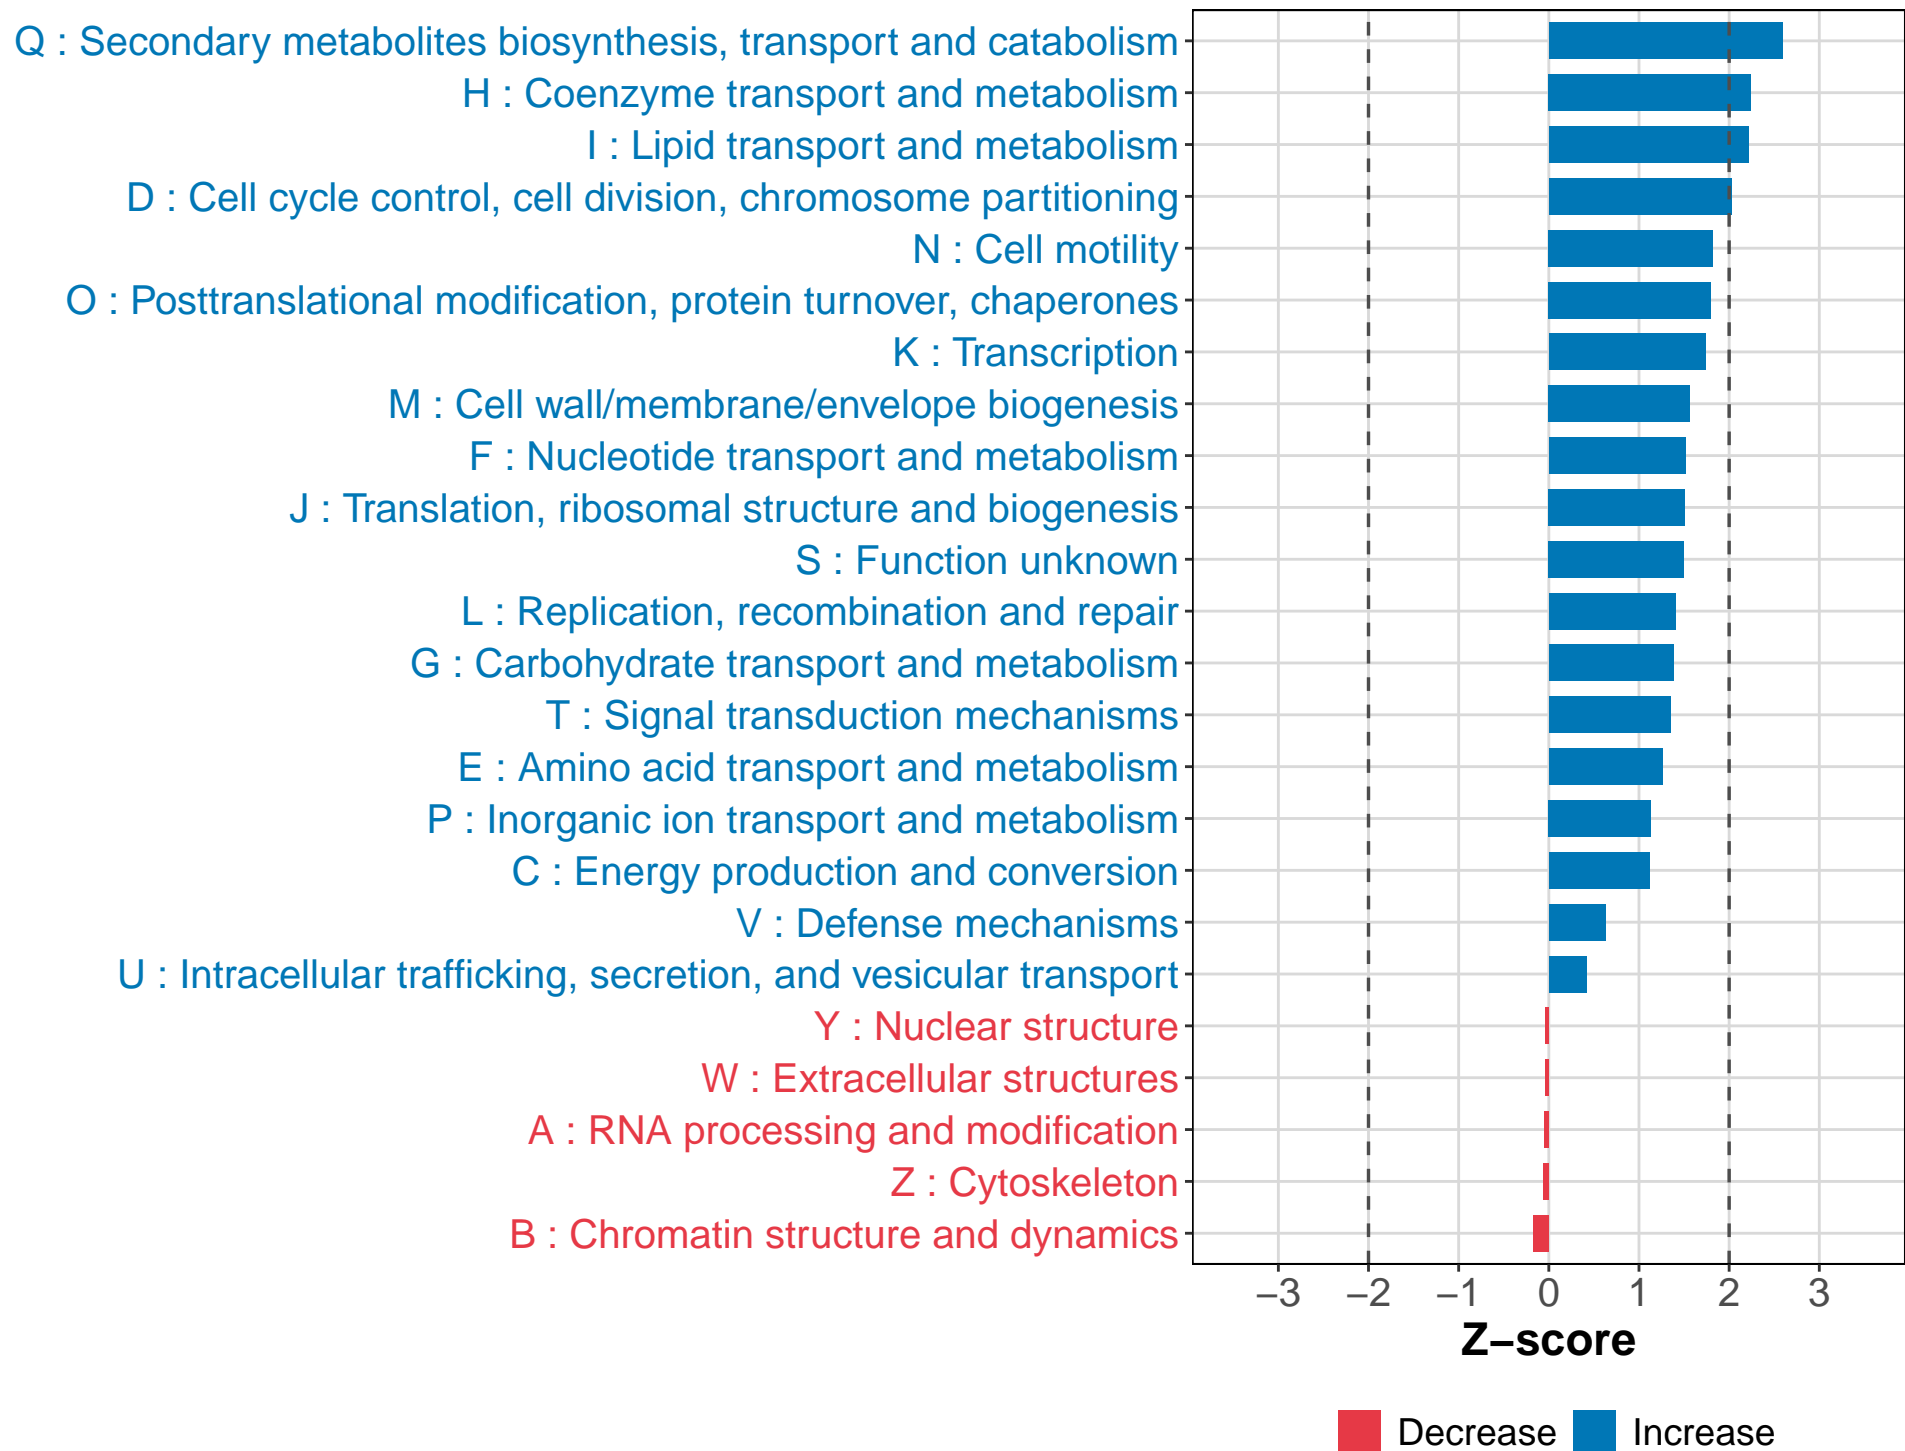 Q : Secondary metabolites biosynthesis, transport and catabolism
H : Coenzyme transport and metabolism
I : Lipid transport and metabolism
D : Cell cycle control, cell division, chromosome partitioning
N : Cell motility
O : Posttranslational modification, protein turnover, chaperones
K : Transcription
M : Cell wall/membrane/envelope biogenesis
F : Nucleotide transport and metabolism
J : Translation, ribosomal structure and biogenesis
S : Function unknown
L : Replication, recombination and repair
G : Carbohydrate transport and metabolism
T : Signal transduction mechanisms
E : Amino acid transport and metabolism
P : Inorganic ion transport and metabolism
C : Energy production and conversion
V : Defense mechanisms
U : Intracellular trafficking, secretion, and vesicular transport
Y : Nuclear structure
W : Extracellular structures
A : RNA processing and modification
Z : Cytoskeleton
B : Chromatin structure and dynamics
−3 −2 −1 0 1 2 3
Z−score
Decrease Increase